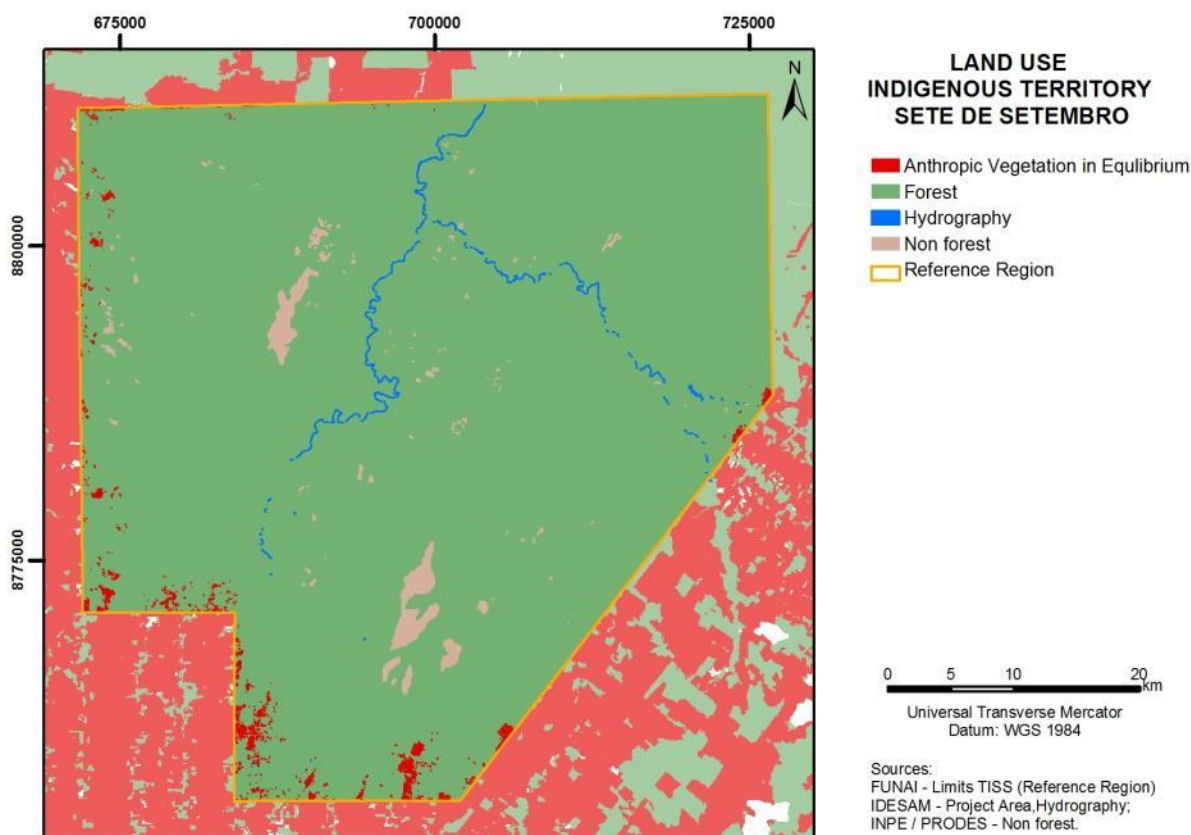 675000
700000
725000
8800000
8775000
N
LAND USE
INDIGENOUS TERRITORY
SETE DE SETEMBRO
Anthropic Vegetation in Equlibrium
Forest
Hydrography
Non forest
Reference Region
0 5 10 20
km
Universal Transverse Mercator
Datum: WGS 1984
Sources:
FUNAI - Limits TISS (Reference Region)
IDESAM - Project Area,Hydrography;
INPE / PRODES - Non forest.